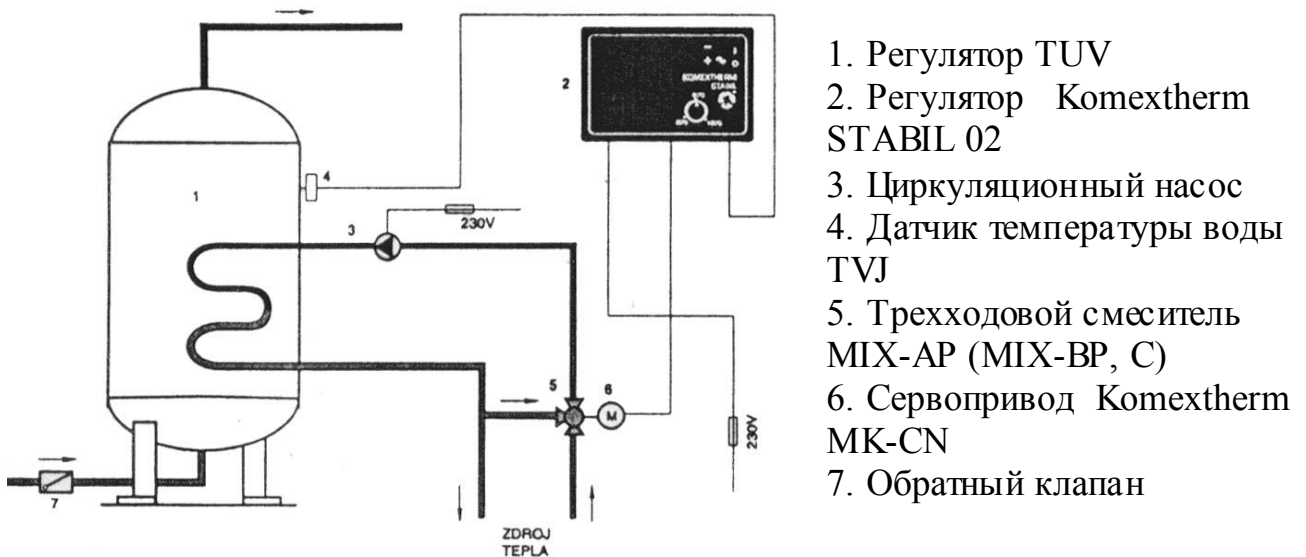 1
2
3
4
5
6
7
230V
230V
M
KOMEXTHERM
STABIL
ZDROJ
TEPLA
1. Регулятор TUV
2. Регулятор Komextherm
STABIL 02
3. Циркуляционный насос
4. Датчик температуры воды
TVJ
5. Трехходовой смеситель
MIX-AP (MIX-BP, C)
6. Сервопривод Komextherm
MK-CN
7. Обратный клапан